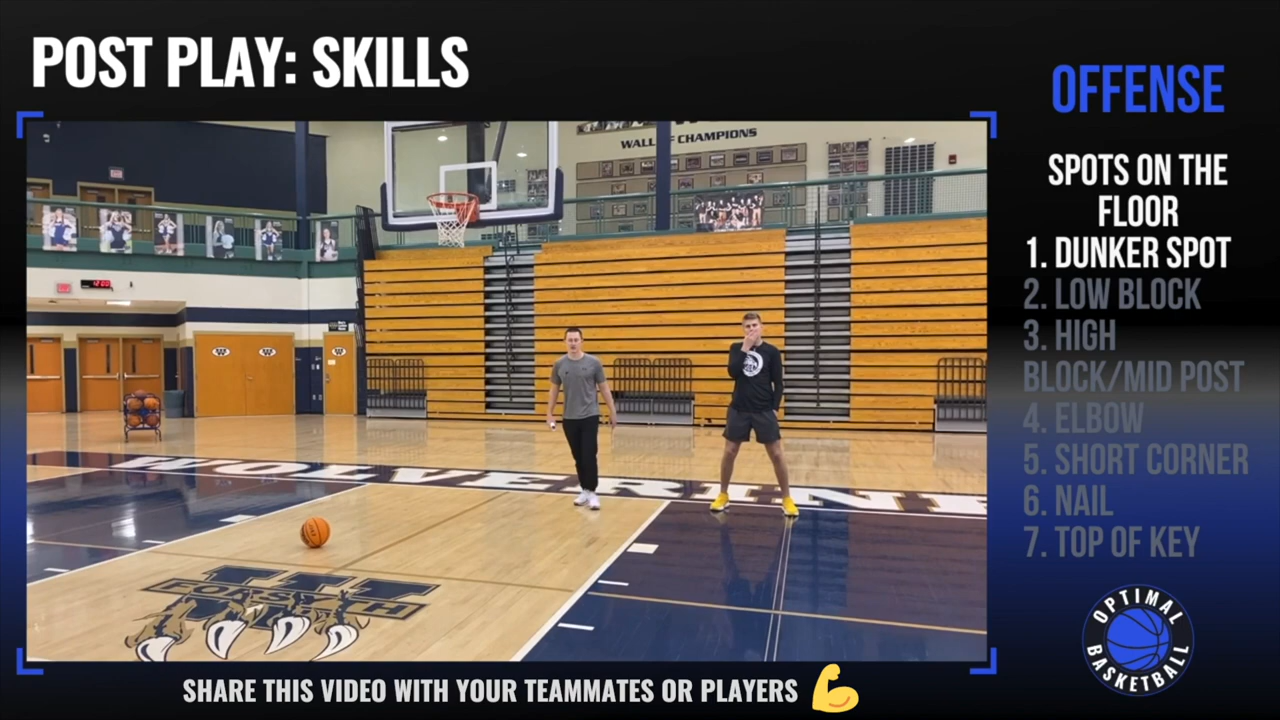 POST PLAY: SKILLS
OFFENSE
SPOTS ON THE
FLOOR
1. DUNKER SPOT
2. LOW BLOCK
3. HIGH
BLOCK/MID POST
4. ELBOW
5. SHORT CORNER
6. NAIL
7. TOP OF KEY
WALL OF CHAMPIONS
12:00
W W W
WOLVERINE
FORSYTH
OPTIMAL
BASKETBALL
SHARE THIS VIDEO WITH YOUR TEAMMATES OR PLAYERS